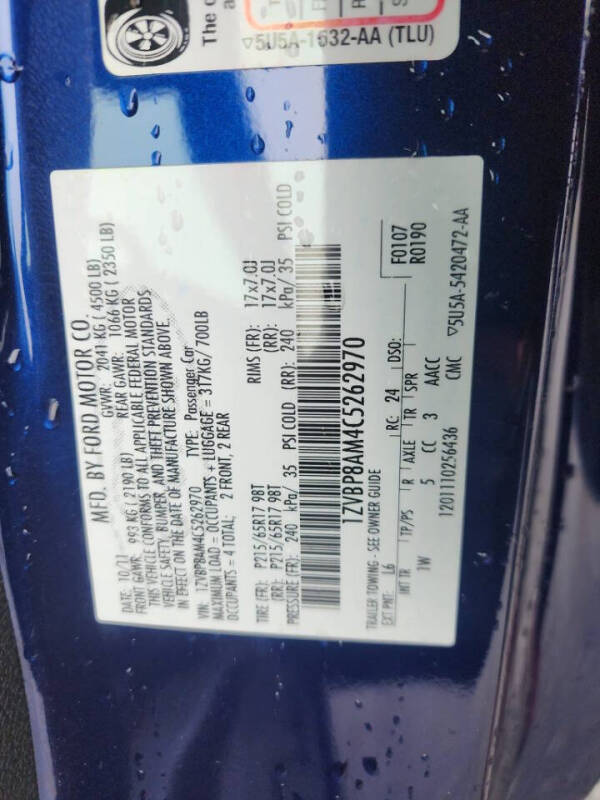 The c
a
▽5U5A-1532-AA (TLU)
MFD. BY FORD MOTOR CO.
DATE: 10/11 GVWR: 2041 KG ( 4500 LB)
FRONT GAWR: 993 KG ( 2190 LB) REAR GAWR: 1066 KG ( 2350 LB)
THIS VEHICLE CONFORMS TO ALL APPLICABLE FEDERAL MOTOR
VEHICLE SAFETY, BUMPER, AND THEFT PREVENTION STANDARDS
IN EFFECT ON THE DATE OF MANUFACTURE SHOWN ABOVE.
VIN: 1ZVBP8AM4C5262970 TYPE: Passenger Car
MAXIMUM LOAD = OCCUPANTS + LUGGAGE = 317KG/ 700LB
OCCUPANTS = 4 TOTAL: 2 FRONT, 2 REAR
TIRE (FR): P215/65R17 98T RIMS (FR): 17x7.0J
(RR): P215/65R17 98T (RR): 17x7.0J
PRESSURE (FR): 240 kPa/ 35 PSI COLD (RR): 240 kPa/ 35 PSI COLD
1ZVBP8AM4C5262970
TRAILER TOWING - SEE OWNER GUIDE F0107
R0190
EXT PNT: L6 RC: 24 DSO:
INT TR TP/PS R AXLE TR SPR
1W 5 CC 3 AACC
1201110256436 CMC ▽5U5A-5420472-AA